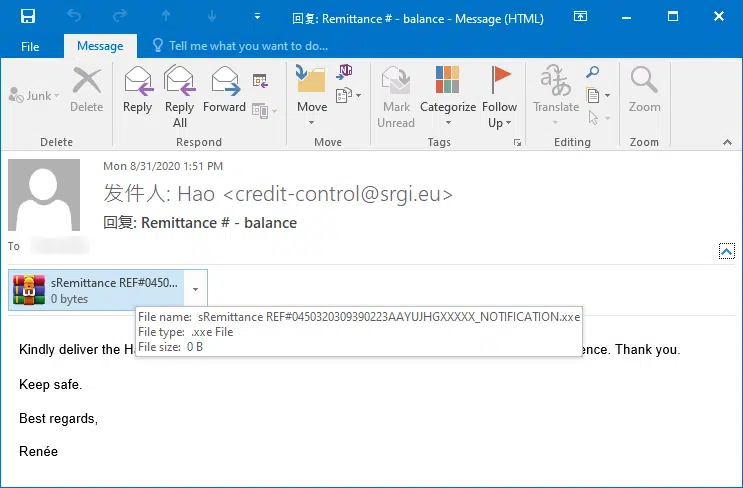 回复: Remittance # - balance - Message (HTML)
File
Message
Tell me what you want to do...
Junk
Delete
Reply
Reply All
Forward
Move
Mark Unread
Categorize
Follow Up
Translate
Zoom
Delete
Respond
Move
Tags
Editing
Zoom
Mon 8/31/2020 1:51 PM
发件人: Hao <credit-control@srgi.eu>
回复: Remittance # - balance
To
sRemittance REF#0450...
0 bytes
File name: sRemittance REF#0450320309390223AAYUJHGXXXXX_NOTIFICATION.xxe
File type: .xxe File
File size: 0 B
Kindly deliver the ence. Thank you.
Keep safe.
Best regards,
Renée